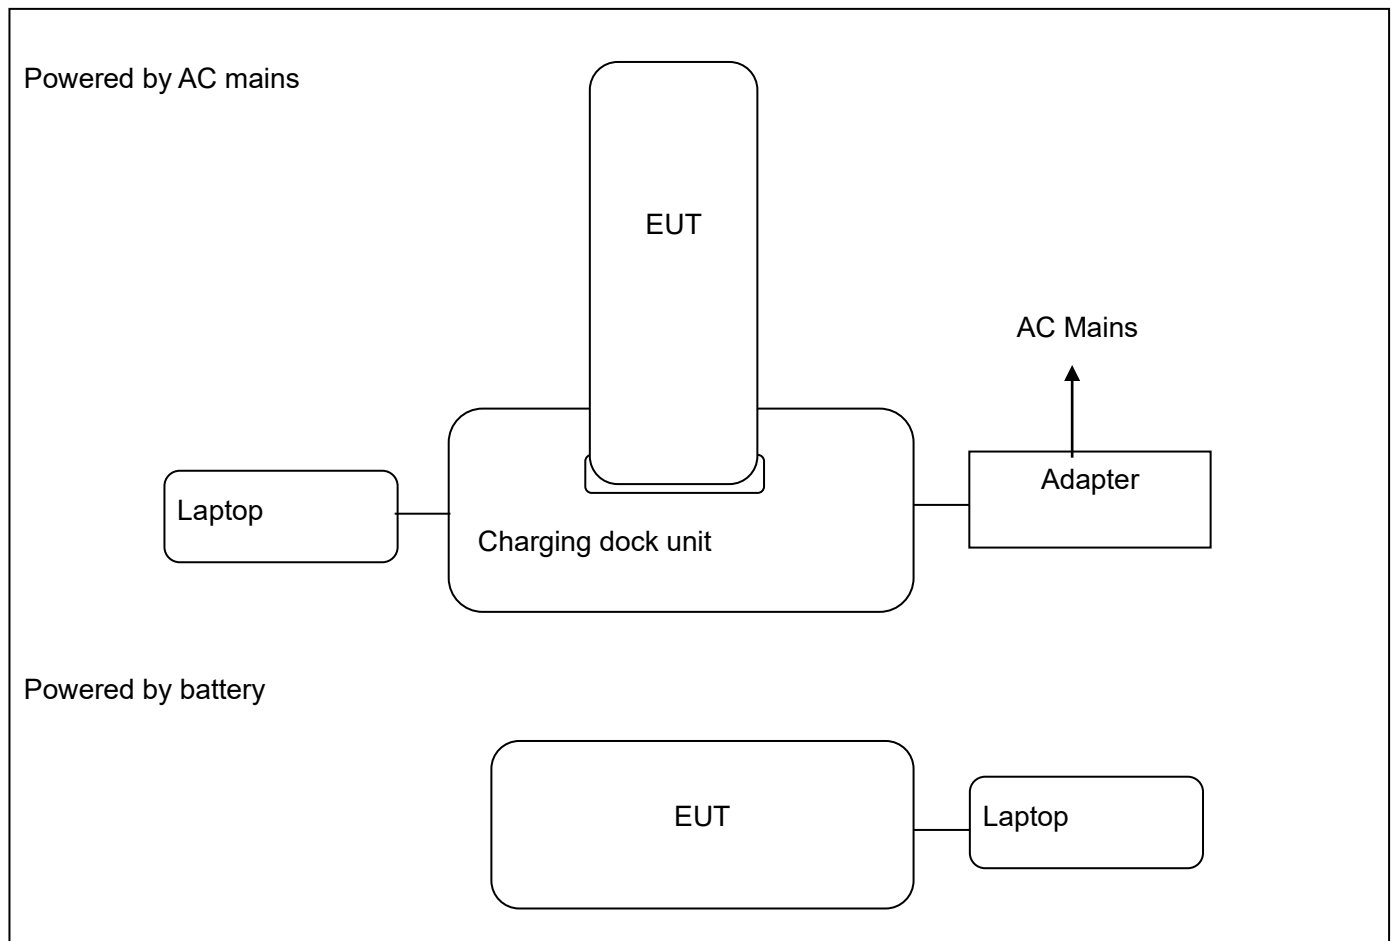 Powered by AC mains
EUT
AC Mains
Adapter
Laptop
Charging dock unit
Powered by battery
EUT
Laptop